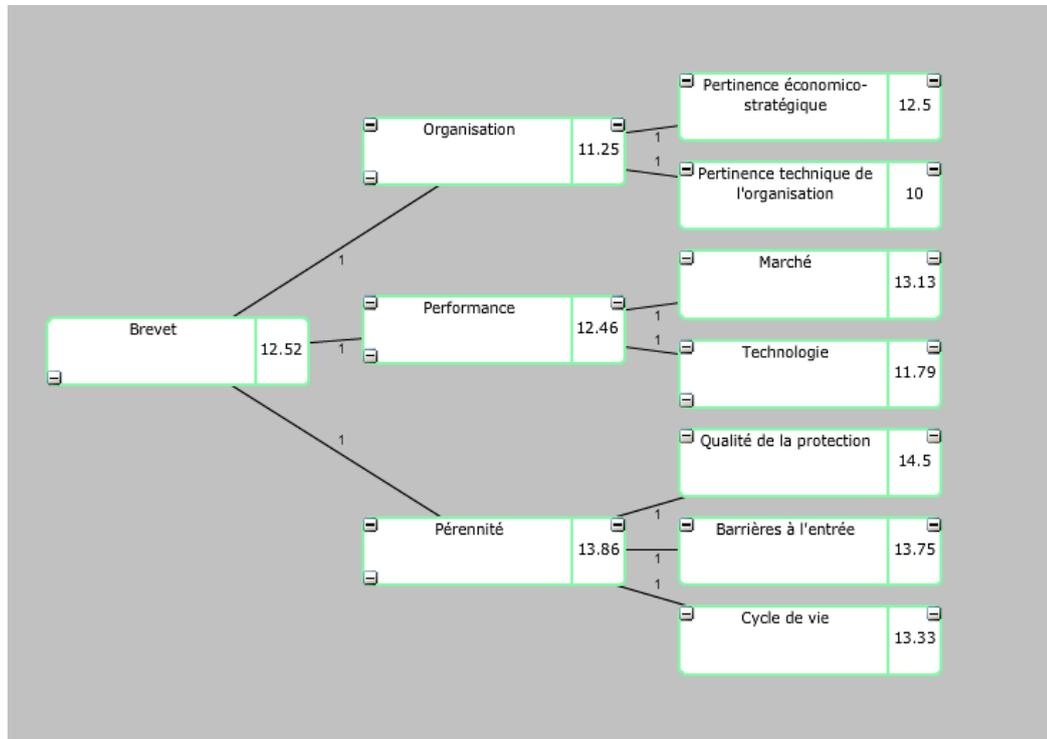 Brevet
12.52
1
1
1
Organisation
11.25
1
1
Performance
12.46
1
1
Pérennité
13.86
1
1
1
Pertinence économico-
stratégique
12.5
Pertinence technique de
l'organisation
10
Marché
13.13
Technologie
11.79
Qualité de la protection
14.5
Barrières à l'entrée
13.75
Cycle de vie
13.33